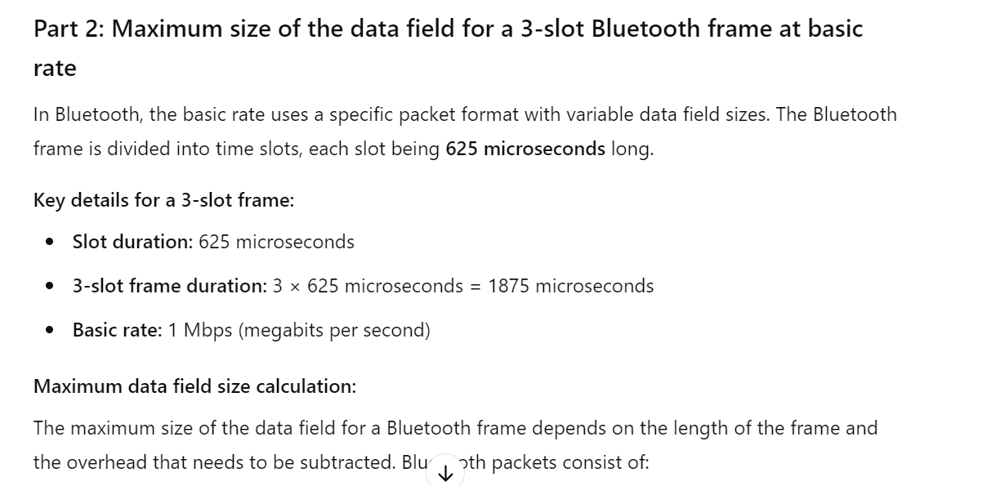 Part 2: Maximum size of the data field for a 3-slot Bluetooth frame at basic
rate
In Bluetooth, the basic rate uses a specific packet format with variable data field sizes. The Bluetooth
frame is divided into time slots, each slot being 625 microseconds long.
Key details for a 3-slot frame:
Slot duration: 625 microseconds
3-slot frame duration: 3 × 625 microseconds = 1875 microseconds
Basic rate: 1 Mbps (megabits per second)
Maximum data field size calculation:
The maximum size of the data field for a Bluetooth frame depends on the length of the frame and
the overhead that needs to be subtracted. packets consist of: